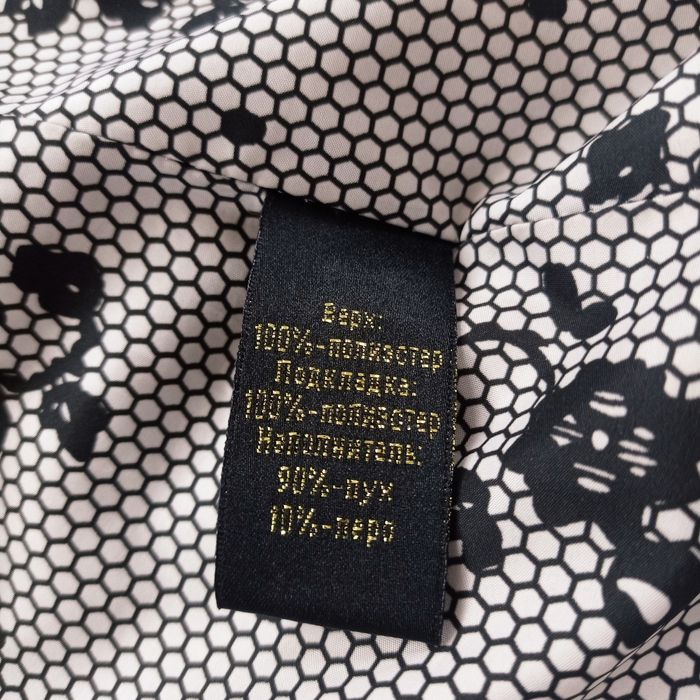 Верх:
100%-полиэстер
Подкладка:
100%-полиэстер
Наполнитель:
90%-пух
10%-перо